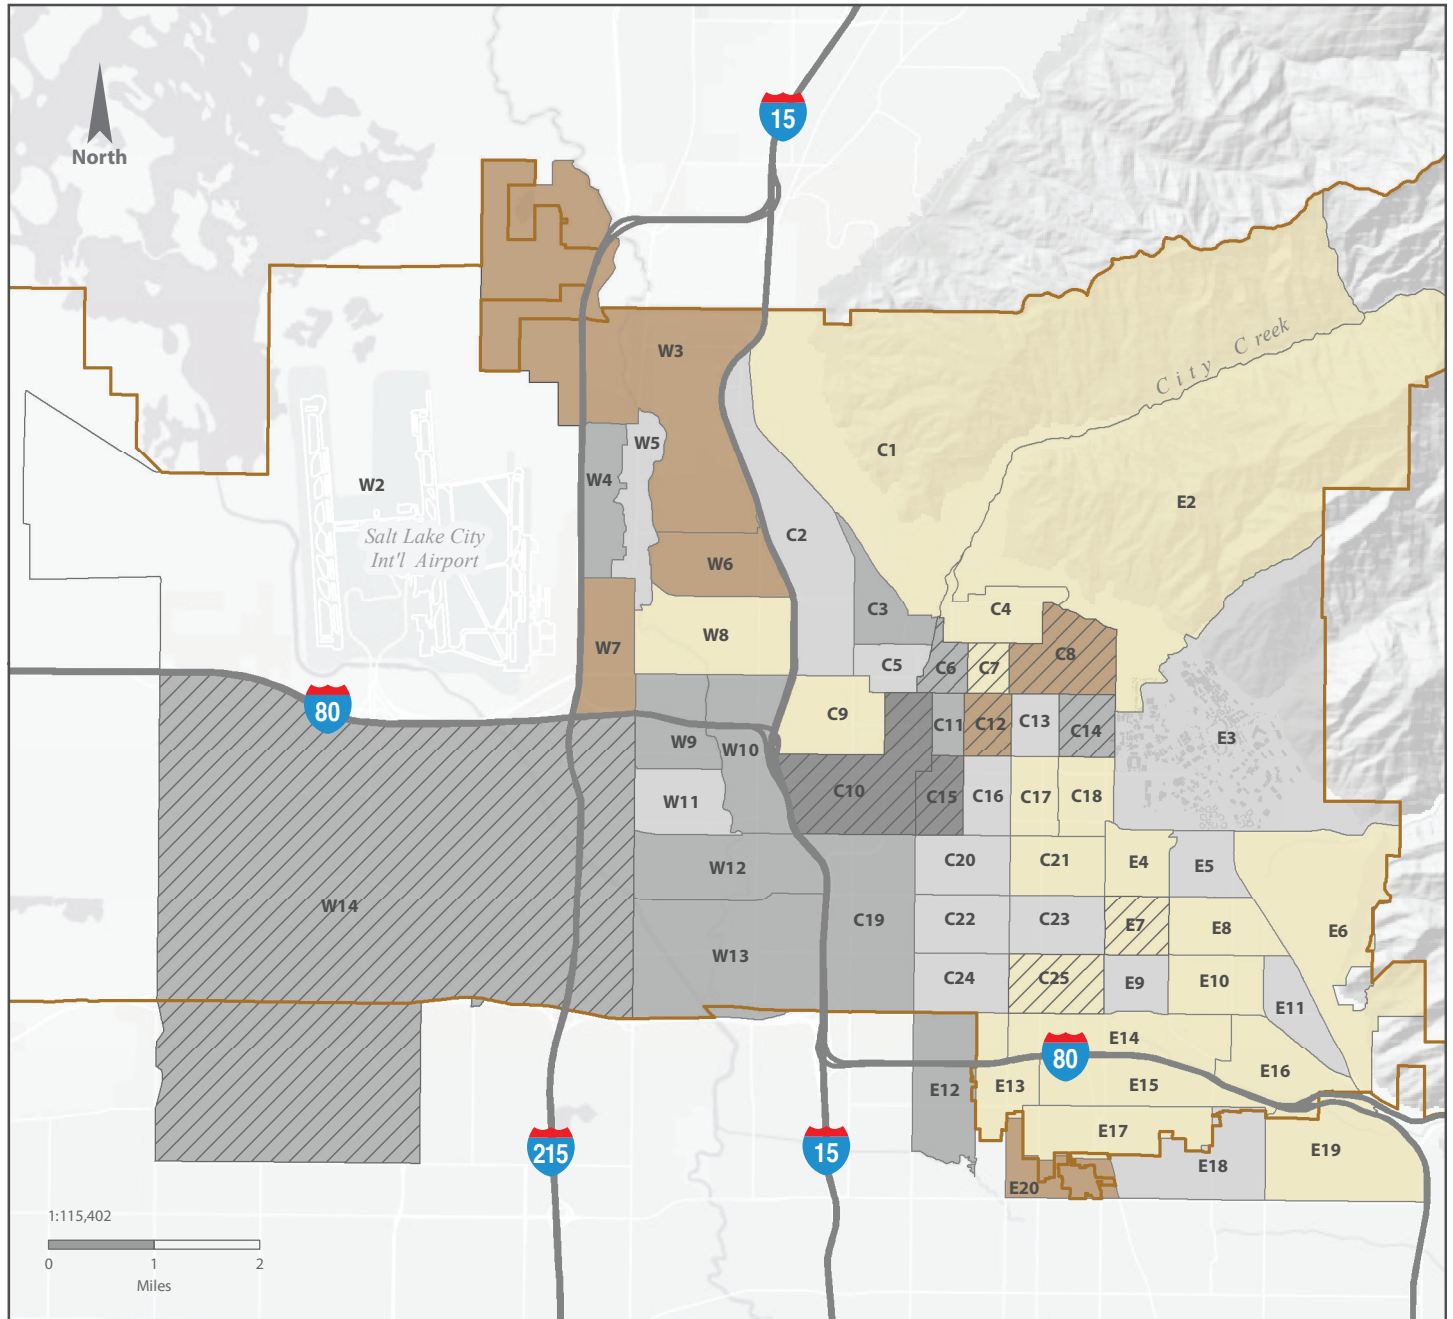 15
North
W3
City Creek
C1
W5
W4
W2
E2
Salt Lake City
Int'l Airport
C2
W6
C3
C4
W8
W7
C5
C6
C7
C8
80
C9
C11
C12
C13
C14
E3
W9
W10
C10
C15
C16
C17
C18
W11
W12
C20
C21
E4
E5
W14
C19
C22
C23
E7
E8
E6
W13
C24
C25
E9
E10
E11
E14
80
E12
E13
E15
E16
E17
215
15
E18
E19
E20
1:115,402
0 1 2
Miles